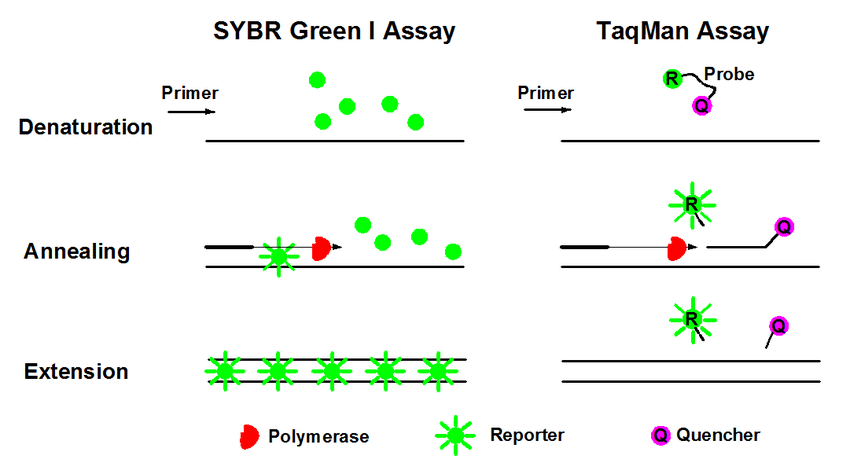 SYBR Green I Assay
TaqMan Assay
Primer
Primer
R
Probe
Q
Denaturation
R
Q
Annealing
R
Q
Extension
Polymerase
Reporter
Q
Quencher